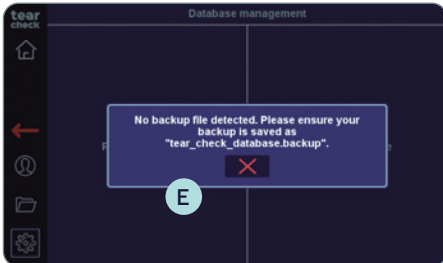 tear
check
Database management
No backup file detected. Please ensure your
backup is saved as
"tear_check_database.backup".
E